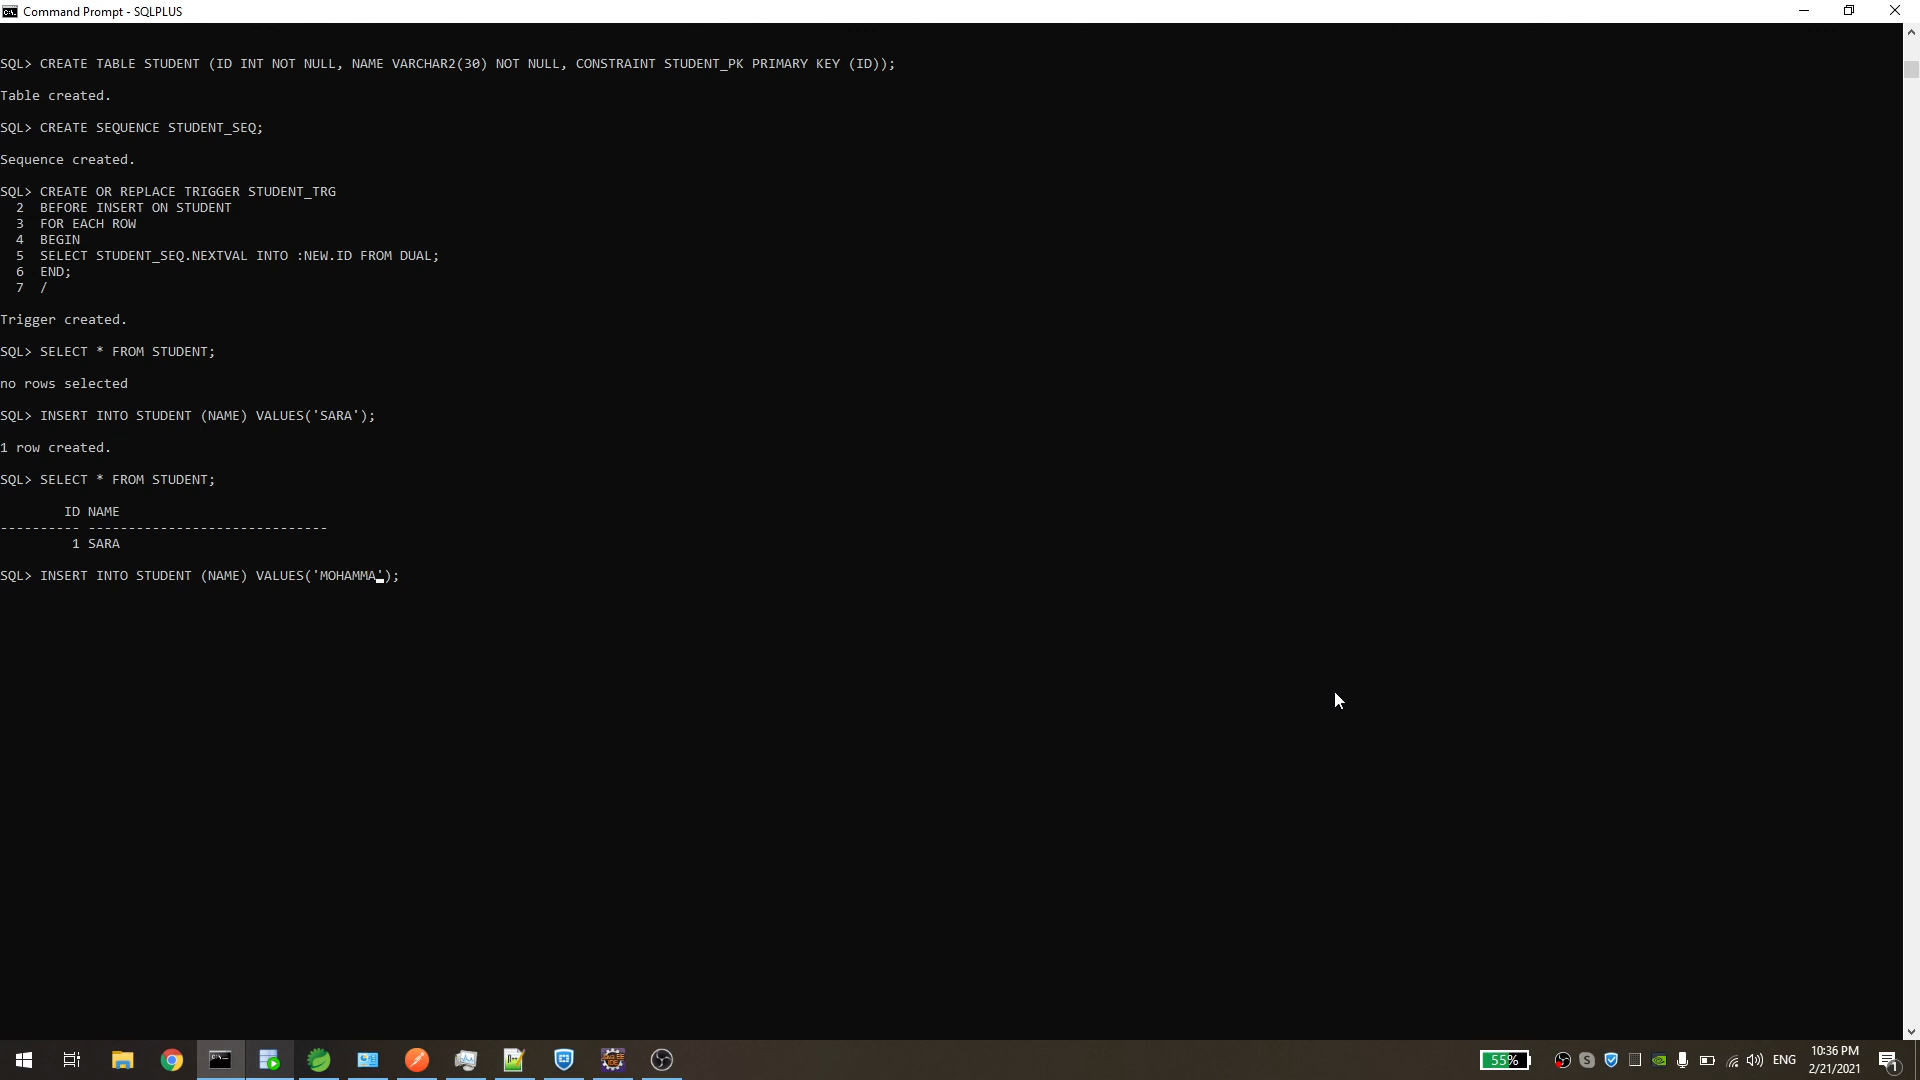 Command Prompt - SQLPLUS
SQL> CREATE TABLE STUDENT (ID INT NOT NULL, NAME VARCHAR2(30) NOT NULL, CONSTRAINT STUDENT_PK PRIMARY KEY (ID));
Table created.
SQL> CREATE SEQUENCE STUDENT_SEQ;
Sequence created.
SQL> CREATE OR REPLACE TRIGGER STUDENT_TRG
2 BEFORE INSERT ON STUDENT
3 FOR EACH ROW
4 BEGIN
5 SELECT STUDENT_SEQ.NEXTVAL INTO :NEW.ID FROM DUAL;
6 END;
7 /
Trigger created.
SQL> SELECT * FROM STUDENT;
no rows selected
SQL> INSERT INTO STUDENT (NAME) VALUES('SARA');
1 row created.
SQL> SELECT * FROM STUDENT;
ID NAME
---------- ------------------------------
1 SARA
SQL> INSERT INTO STUDENT (NAME) VALUES('MOHAMMA');
55% ENG 10:36 PM
2/21/2021 1